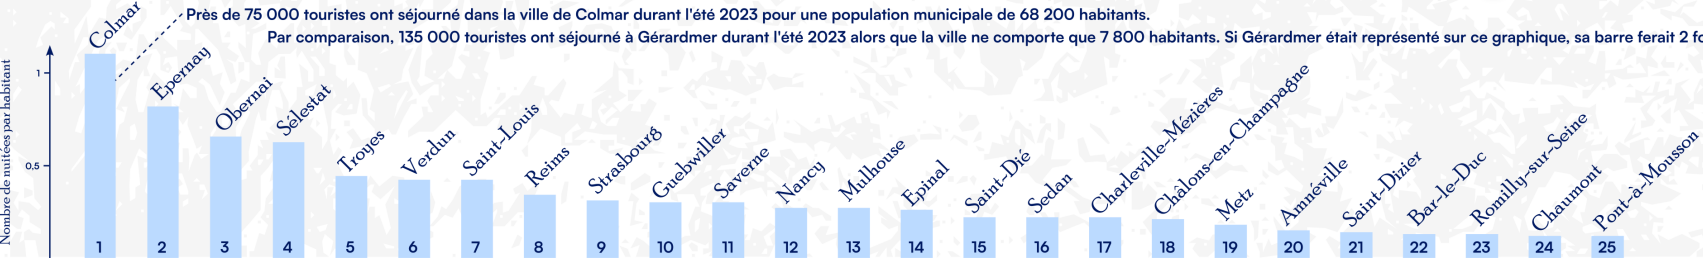 Près de 75 000 touristes ont séjourné dans la ville de Colmar durant l'été 2023 pour une population municipale de 68 200 habitants.
Par comparaison, 135 000 touristes ont séjourné à Gérardmer durant l'été 2023 alors que la ville ne comporte que 7 800 habitants. Si Gérardmer était représenté sur ce graphique, sa barre ferait 2 fo
Nombre de nuitées par habitant
1
0.5
Colmar
Epernay
Obernai
Sélestat
Troyes
Verdun
Saint-Louis
Reims
Strasbourg
Guebwiller
Saverne
Nancy
Mulhouse
Epinal
Saint-Dié
Sedan
Charleville-Mézières
Châlons-en-Champagne
Metz
Amnéville
Saint-Dizier
Bar-le-Duc
Romilly-sur-Seine
Chaumont
Pont-à-Mousson
1 2 3 4 5 6 7 8 9 10 11 12 13 14 15 16 17 18 19 20 21 22 23 24 25